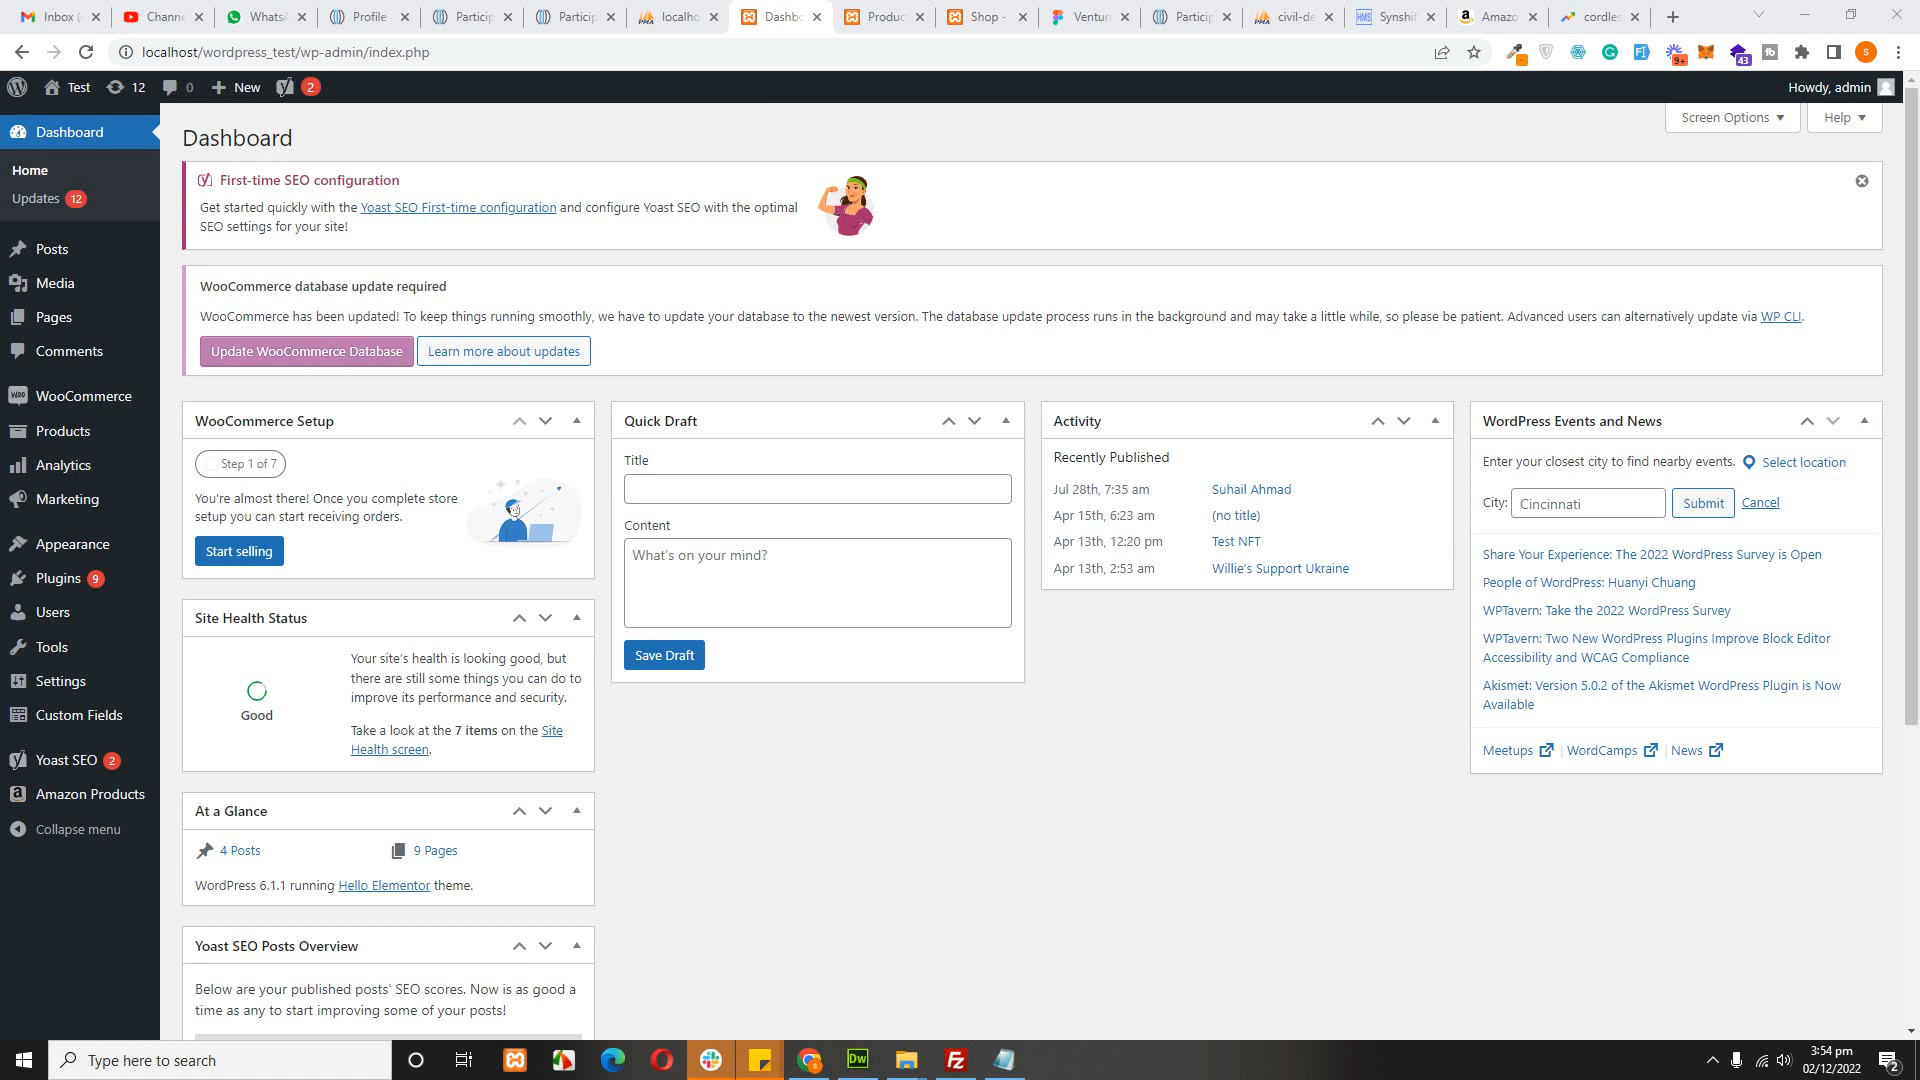 Inbox (
Channe
WhatsA
Profile
Particip
Particip
localho
Dashbo
Produc
Shop -
Ventur
Particip
civil-de
Synshif
Amazo
cordles
localhost/wordpress_test/wp-admin/index.php
Test
12
0
New
2
Howdy, admin
Dashboard
Home
Updates 12
Posts
Media
Pages
Comments
WooCommerce
Products
Analytics
Marketing
Appearance
Plugins 9
Users
Tools
Settings
Custom Fields
Yoast SEO 2
Amazon Products
Collapse menu
Screen Options
Help
Dashboard
First-time SEO configuration
Get started quickly with the Yoast SEO First-time configuration and configure Yoast SEO with the optimal
SEO settings for your site!
WooCommerce database update required
WooCommerce has been updated! To keep things running smoothly, we have to update your database to the newest version. The database update process runs in the background and may take a little while, so please be patient. Advanced users can alternatively update via WP CLI.
Update WooCommerce Database
Learn more about updates
WooCommerce Setup
Step 1 of 7
You're almost there! Once you complete store
setup you can start receiving orders.
Start selling
Site Health Status
Good
Your site's health is looking good, but
there are still some things you can do to
improve its performance and security.
Take a look at the 7 items on the Site
Health screen.
At a Glance
4 Posts
9 Pages
WordPress 6.1.1 running Hello Elementor theme.
Yoast SEO Posts Overview
Below are your published posts' SEO scores. Now is as good a
time as any to start improving some of your posts!
Quick Draft
Title
Content
What's on your mind?
Save Draft
Activity
Recently Published
Jul 28th, 7:35 am Suhail Ahmad
Apr 15th, 6:23 am (no title)
Apr 13th, 12:20 pm Test NFT
Apr 13th, 2:53 am Willie's Support Ukraine
WordPress Events and News
Enter your closest city to find nearby events. Select location
City: Cincinnati Submit Cancel
Share Your Experience: The 2022 WordPress Survey is Open
People of WordPress: Huanyi Chuang
WPTavern: Take the 2022 WordPress Survey
WPTavern: Two New WordPress Plugins Improve Block Editor
Accessibility and WCAG Compliance
Akismet: Version 5.0.2 of the Akismet WordPress Plugin is Now
Available
Meetups | WordCamps | News
Type here to search
3:54 pm
02/12/2022
2